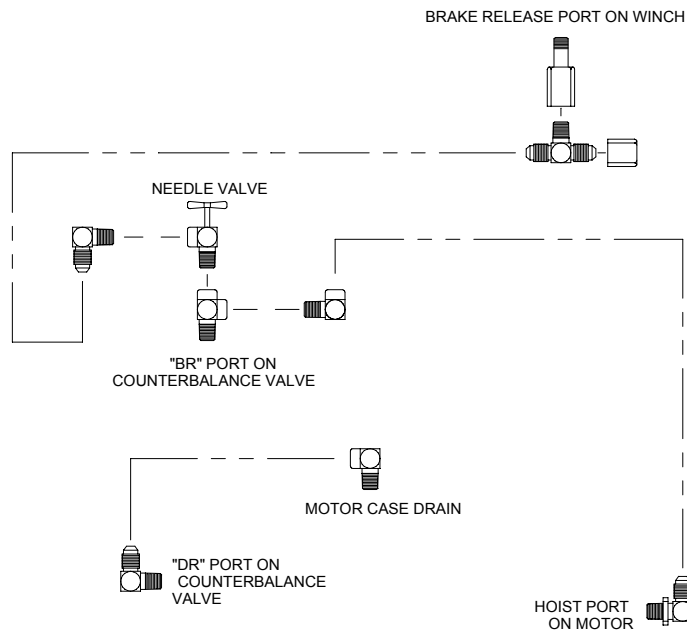 BRAKE RELEASE PORT ON WINCH
NEEDLE VALVE
"BR" PORT ON
COUNTERBALANCE VALVE
MOTOR CASE DRAIN
"DR" PORT ON
COUNTERBALANCE
VALVE
HOIST PORT
ON MOTOR